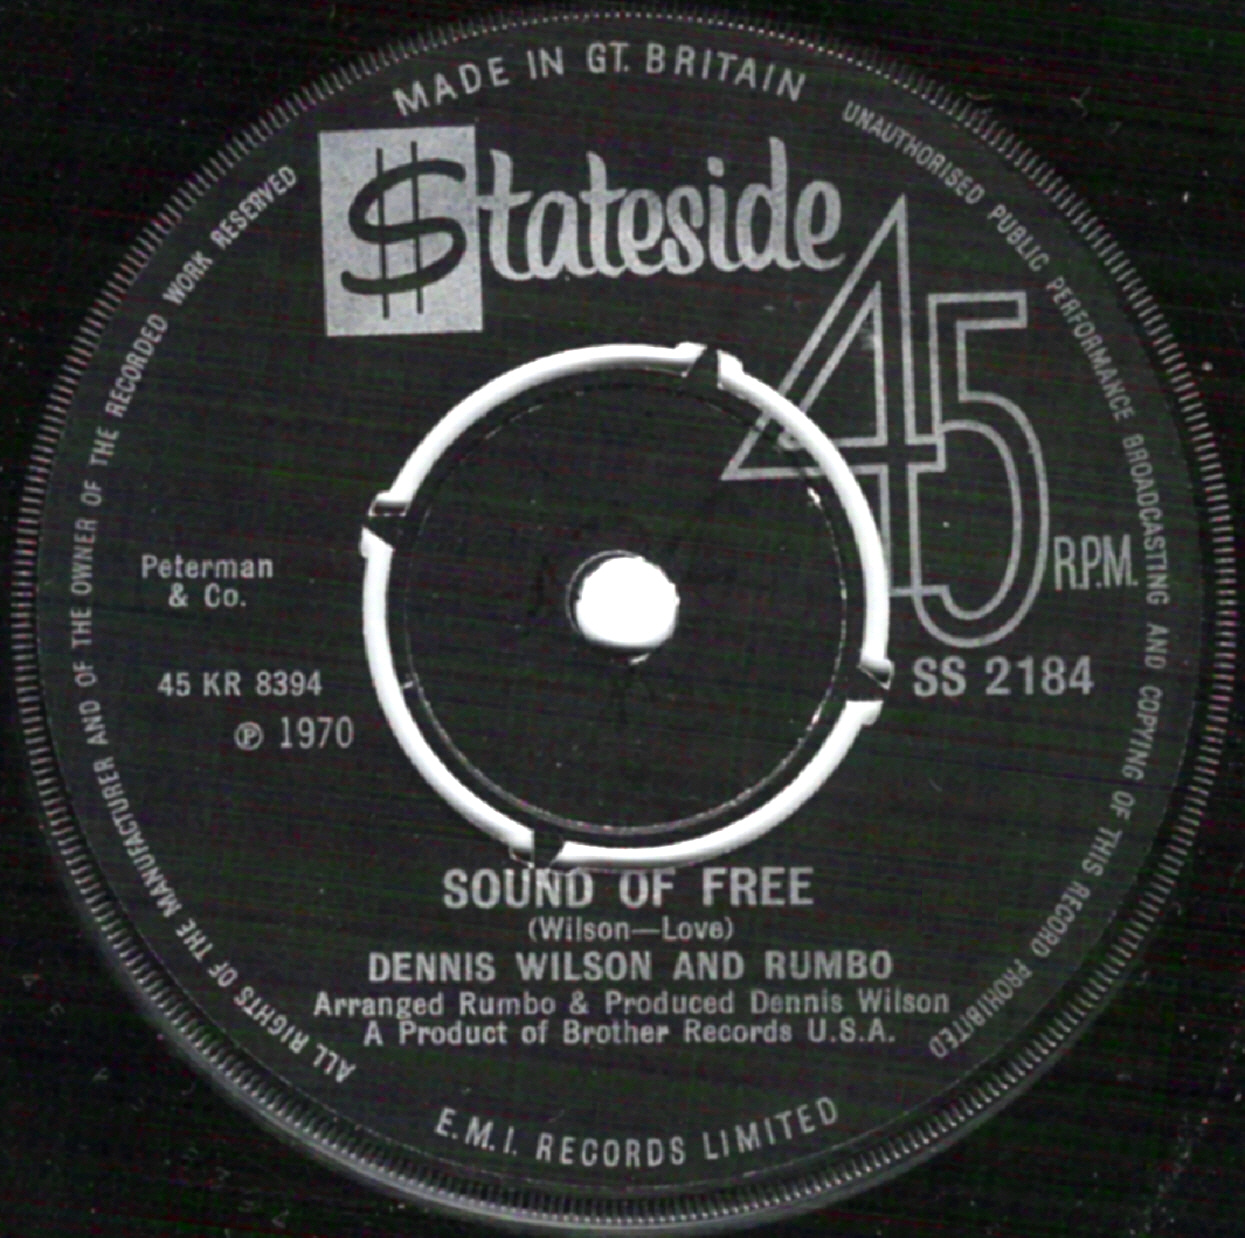 MADE IN GT. BRITAIN
UNAUTHORISED PUBLIC PERFORMANCE BROADCASTING AND COPYING OF THIS RECORD PROHIBITED
ALL RIGHTS OF THE MANUFACTURER AND OF THE OWNER OF THE RECORDED WORK RESERVED
$tateside
45
R.P.M.
Peterman
& Co.
45 KR 8394
℗ 1970
SS 2184
SOUND OF FREE
(Wilson—Love)
DENNIS WILSON AND RUMBO
Arranged Rumbo & Produced Dennis Wilson
A Product of Brother Records U.S.A.
E.M.I. RECORDS LIMITED